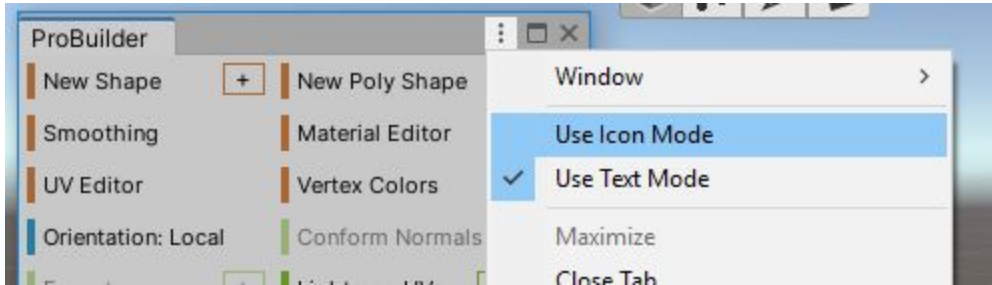 ProBuilder
New Shape + New Poly Shape
Smoothing Material Editor
UV Editor Vertex Colors
Orientation: Local Conform Normals
Window >
Use Icon Mode
✓ Use Text Mode
Maximize
Close Tab